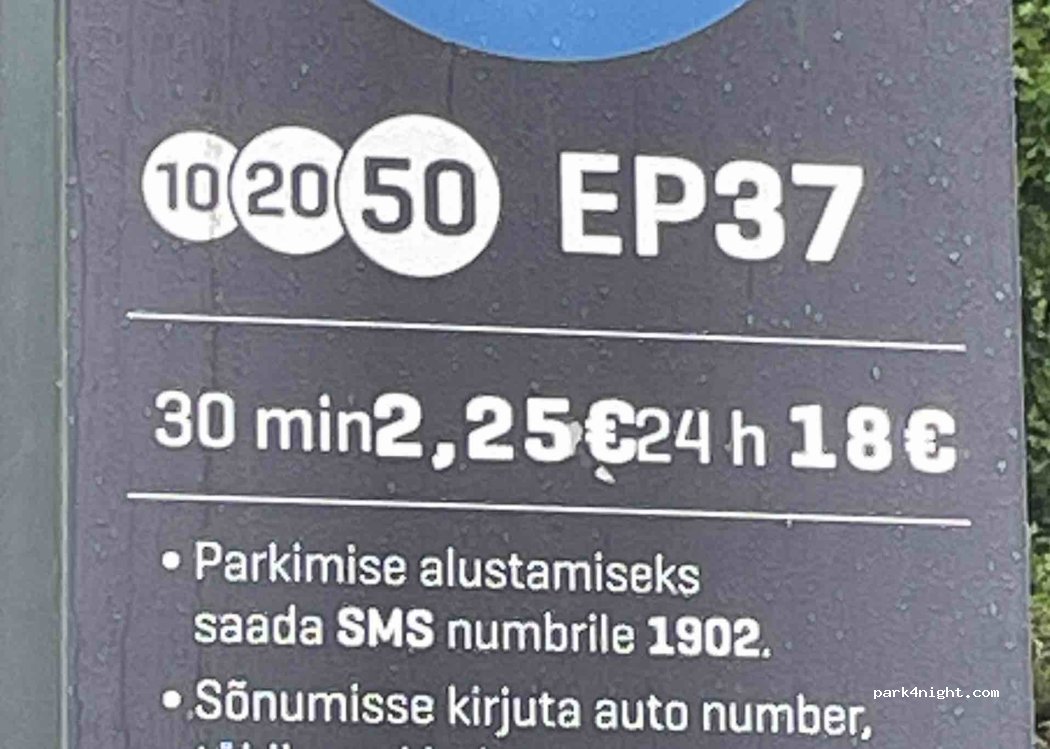 10 20 50 EP37
30 min 2,25€ 24 h 18€
• Parkimise alustamiseks
saada SMS numbrile 1902.
• Sõnumisse kirjuta auto number,
park4night.com